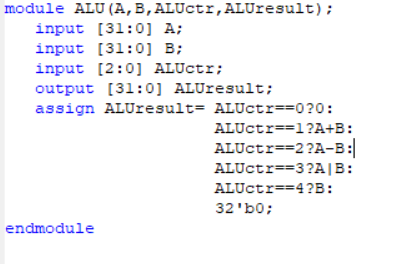 module ALU(A,B,ALUctr,ALUresult);
input [31:0] A;
input [31:0] B;
input [2:0] ALUctr;
output [31:0] ALUresult;
assign ALUresult= ALUctr==0?0:
ALUctr==1?A+B:
ALUctr==2?A-B:
ALUctr==3?A|B:
ALUctr==4?B:
32'b0;
endmodule